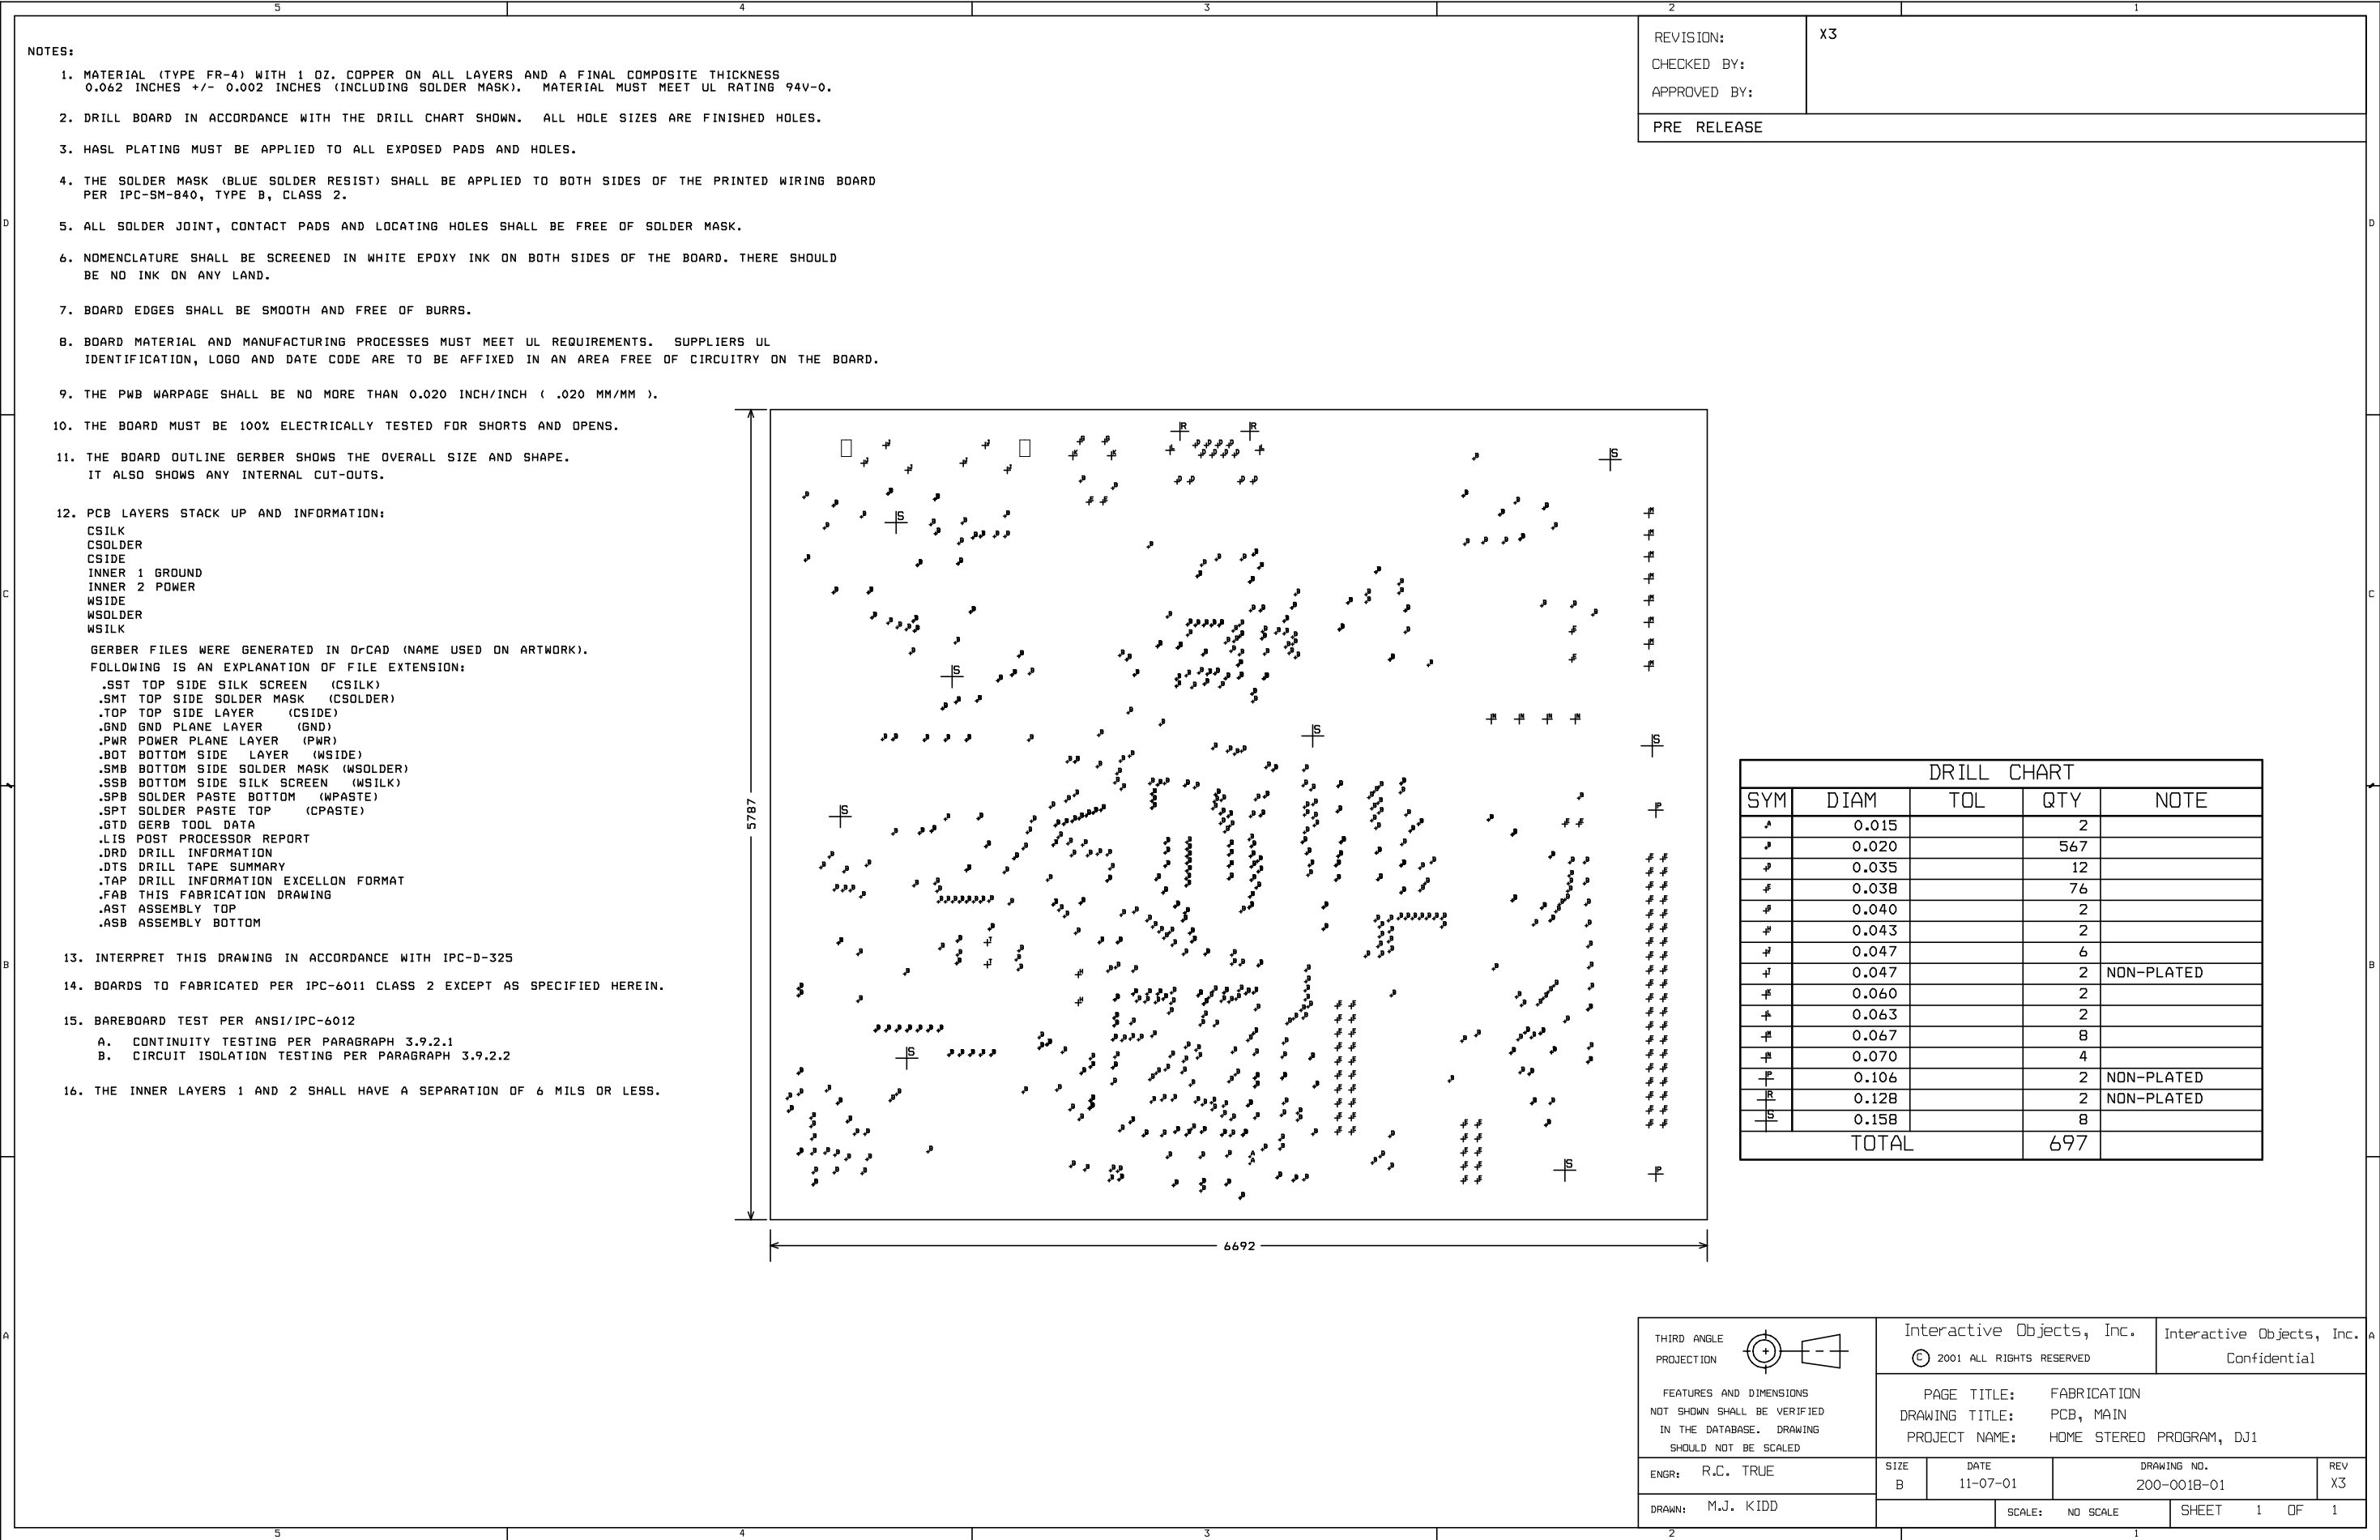 5 4 3 2 1
NOTES:
1. MATERIAL (TYPE FR-4) WITH 1 OZ. COPPER ON ALL LAYERS AND A FINAL COMPOSITE THICKNESS
0.062 INCHES +/- 0.002 INCHES (INCLUDING SOLDER MASK). MATERIAL MUST MEET UL RATING 94V-0.
2. DRILL BOARD IN ACCORDANCE WITH THE DRILL CHART SHOWN. ALL HOLE SIZES ARE FINISHED HOLES.
3. HASL PLATING MUST BE APPLIED TO ALL EXPOSED PADS AND HOLES.
4. THE SOLDER MASK (BLUE SOLDER RESIST) SHALL BE APPLIED TO BOTH SIDES OF THE PRINTED WIRING BOARD
PER IPC-SM-840, TYPE B, CLASS 2.
5. ALL SOLDER JOINT, CONTACT PADS AND LOCATING HOLES SHALL BE FREE OF SOLDER MASK.
6. NOMENCLATURE SHALL BE SCREENED IN WHITE EPOXY INK ON BOTH SIDES OF THE BOARD. THERE SHOULD
BE NO INK ON ANY LAND.
7. BOARD EDGES SHALL BE SMOOTH AND FREE OF BURRS.
8. BOARD MATERIAL AND MANUFACTURING PROCESSES MUST MEET UL REQUIREMENTS. SUPPLIERS UL
IDENTIFICATION, LOGO AND DATE CODE ARE TO BE AFFIXED IN AN AREA FREE OF CIRCUITRY ON THE BOARD.
9. THE PWB WARPAGE SHALL BE NO MORE THAN 0.020 INCH/INCH ( .020 MM/MM ).
10. THE BOARD MUST BE 100% ELECTRICALLY TESTED FOR SHORTS AND OPENS.
11. THE BOARD OUTLINE GERBER SHOWS THE OVERALL SIZE AND SHAPE.
IT ALSO SHOWS ANY INTERNAL CUT-OUTS.
12. PCB LAYERS STACK UP AND INFORMATION:
CSILK
CSOLDER
CSIDE
INNER 1 GROUND
INNER 2 POWER
WSIDE
WSOLDER
WSILK
GERBER FILES WERE GENERATED IN OrCAD (NAME USED ON ARTWORK).
FOLLOWING IS AN EXPLANATION OF FILE EXTENSION:
.SST TOP SIDE SILK SCREEN (CSILK)
.SMT TOP SIDE SOLDER MASK (CSOLDER)
.TOP TOP SIDE LAYER (CSIDE)
.GND GND PLANE LAYER (GND)
.PWR POWER PLANE LAYER (PWR)
.BOT BOTTOM SIDE LAYER (WSIDE)
.SMB BOTTOM SIDE SOLDER MASK (WSOLDER)
.SSB BOTTOM SIDE SILK SCREEN (WSILK)
.SPB SOLDER PASTE BOTTOM (WPASTE)
.SPT SOLDER PASTE TOP (CPASTE)
.GTD GERB TOOL DATA
.LIS POST PROCESSOR REPORT
.DRD DRILL INFORMATION
.DTS DRILL TAPE SUMMARY
.TAP DRILL INFORMATION EXCELLON FORMAT
.FAB THIS FABRICATION DRAWING
.AST ASSEMBLY TOP
.ASB ASSEMBLY BOTTOM
13. INTERPRET THIS DRAWING IN ACCORDANCE WITH IPC-D-325
14. BOARDS TO FABRICATED PER IPC-6011 CLASS 2 EXCEPT AS SPECIFIED HEREIN.
15. BAREBOARD TEST PER ANSI/IPC-6012
A. CONTINUITY TESTING PER PARAGRAPH 3.9.2.1
B. CIRCUIT ISOLATION TESTING PER PARAGRAPH 3.9.2.2
16. THE INNER LAYERS 1 AND 2 SHALL HAVE A SEPARATION OF 6 MILS OR LESS.
REVISION: X3
CHECKED BY:
APPROVED BY:
PRE RELEASE
D D
C C
B B
A A
R R
S
S
S
S
S
S
S
S
P
P
5787
6692
DRILL CHART
SYM DIAM TOL QTY NOTE
0.015 2
0.020 567
0.035 12
0.038 76
0.040 2
0.043 2
0.047 6
0.047 2 NON-PLATED
0.060 2
0.063 2
0.067 8
0.070 4
P 0.106 2 NON-PLATED
R 0.128 2 NON-PLATED
S 0.158 8
TOTAL 697
THIRD ANGLE
PROJECTION
FEATURES AND DIMENSIONS
NOT SHOWN SHALL BE VERIFIED
IN THE DATABASE. DRAWING
SHOULD NOT BE SCALED
ENGR: R.C. TRUE
DRAWN: M.J. KIDD
Interactive Objects, Inc.
© 2001 ALL RIGHTS RESERVED
Interactive Objects, Inc.
Confidential
PAGE TITLE: FABRICATION
DRAWING TITLE: PCB, MAIN
PROJECT NAME: HOME STEREO PROGRAM, DJ1
SIZE DATE DRAWING NO. REV
B 11-07-01 200-0018-01 X3
SCALE: NO SCALE SHEET 1 OF 1
5 4 3 2 1